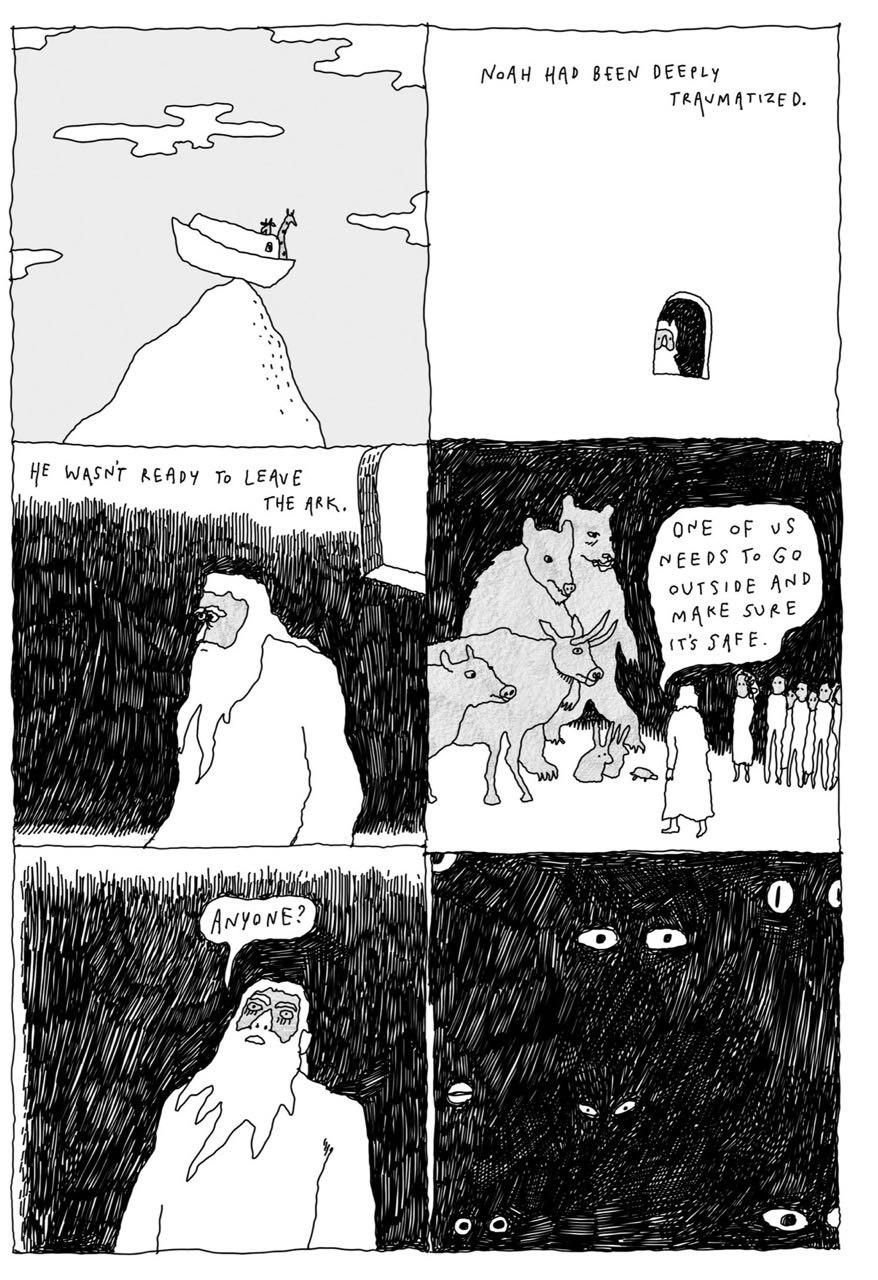 NOAH HAD BEEN DEEPLY
TRAUMATIZED.
HE WASN'T READY TO LEAVE
THE ARK.
ONE OF US
NEEDS TO GO
OUTSIDE AND
MAKE SURE
IT'S SAFE.
ANYONE?